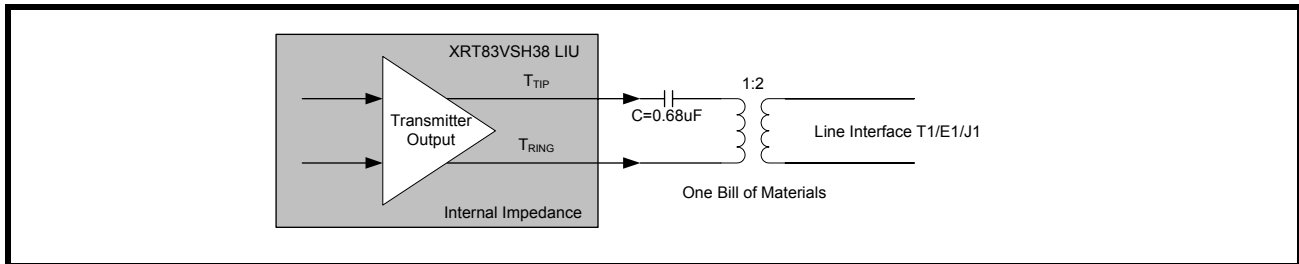 XRT83VSH38 LIU
TTIP
1:2
C=0.68uF
Transmitter
Output
Line Interface T1/E1/J1
TRING
One Bill of Materials
Internal Impedance